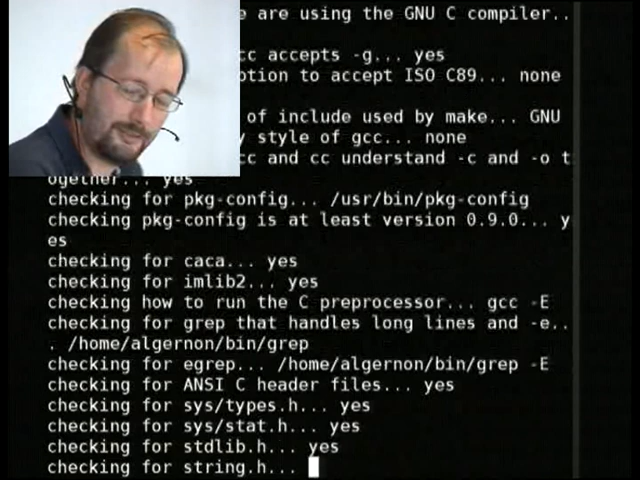 e are using the GNU C compiler..
cc accepts -g... yes
otion to accept ISO C89... none
of include used by make... GNU
y style of gcc... none
cc and cc understand -c and -o t
ogether... yes
checking for pkg-config... /usr/bin/pkg-config
checking pkg-config is at least version 0.9.0... y
es
checking for caca... yes
checking for imlib2... yes
checking how to run the C preprocessor... gcc -E
checking for grep that handles long lines and -e..
. /home/algernon/bin/grep
checking for egrep... /home/algernon/bin/grep -E
checking for ANSI C header files... yes
checking for sys/types.h... yes
checking for sys/stat.h... yes
checking for stdlib.h... yes
checking for string.h...